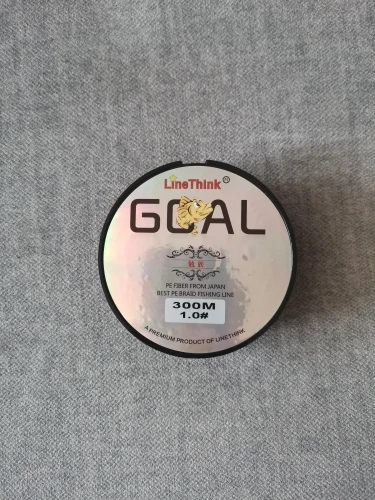 LineThink®
GOAL
PE FIBER FROM JAPAN
BEST PE BRAID FISHING LINE
300M
1.0#
A PREMIUM PRODUCT OF LINETHINK